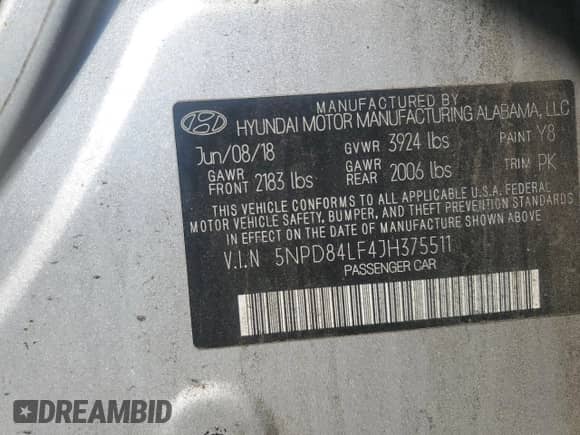 MANUFACTURED BY
HYUNDAI MOTOR MANUFACTURING ALABAMA, LLC
Jun/08/18 GVWR 3924 lbs PAINT Y8
GAWR FRONT 2183 lbs GAWR REAR 2006 lbs TRIM PK
THIS VEHICLE CONFORMS TO ALL APPLICABLE U.S.A. FEDERAL
MOTOR VEHICLE SAFETY, BUMPER, AND THEFT PREVENTION STANDARDS
IN EFFECT ON THE DATE OF MANUFACTURE SHOWN ABOVE
V.I.N 5NPD84LF4JH375511
PASSENGER CAR
DREAMBID